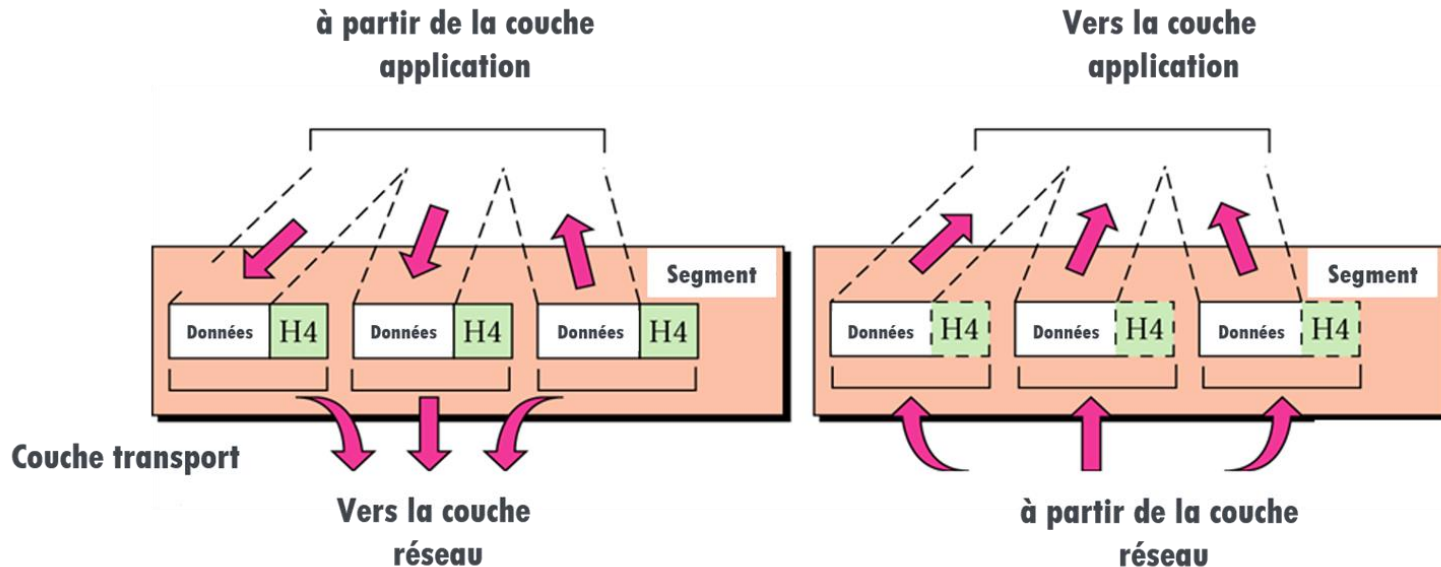 à partir de la couche
application
Vers la couche
application
Segment
Données H4 Données H4 Données H4
Segment
Données H4 Données H4 Données H4
Couche transport
Vers la couche
réseau
à partir de la couche
réseau